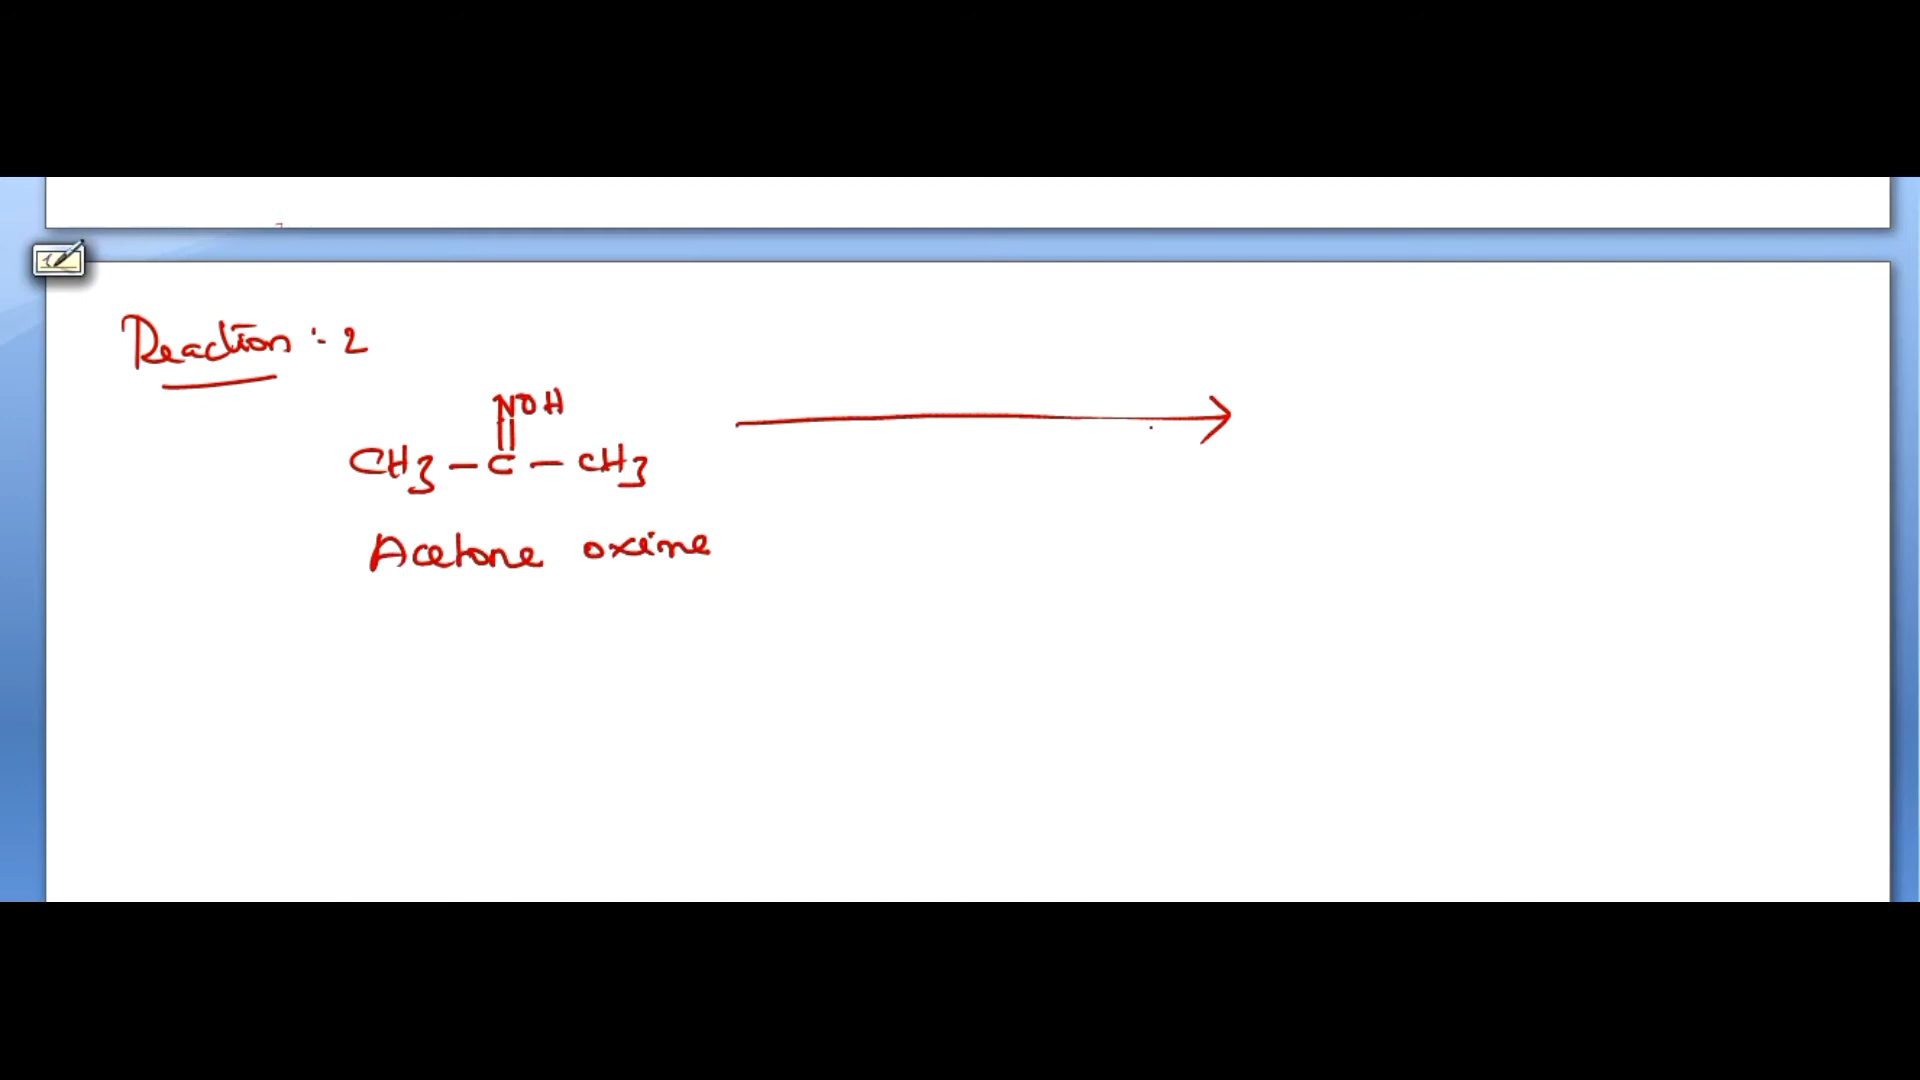 Reaction :- 2
NOH
||
CH3 - C - CH3
Acetone oxime